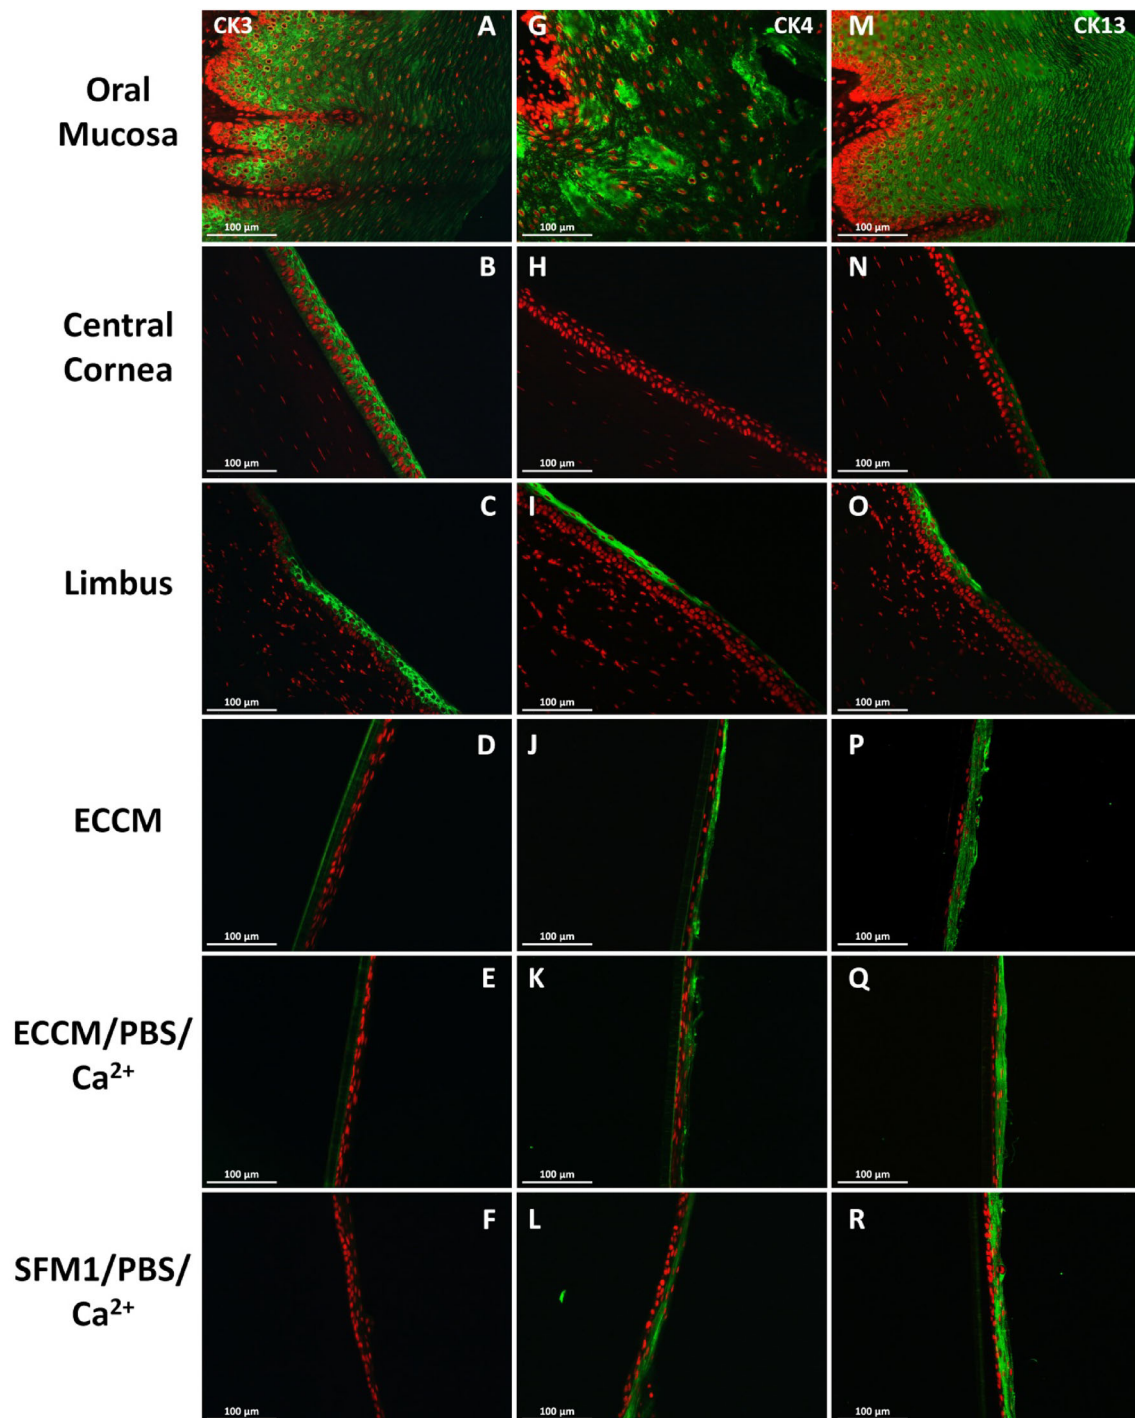 CK3 A G CK4 M CK13
Oral
Mucosa
100 µm 100 µm 100 µm
B H N
Central
Cornea
100 µm 100 µm 100 µm
C I O
Limbus
100 µm 100 µm 100 µm
D J P
ECCM
100 µm 100 µm 100 µm
E K Q
ECCM/PBS/
Ca²⁺
100 µm 100 µm 100 µm
F L R
SFM1/PBS/
Ca²⁺
100 µm 100 µm 100 µm